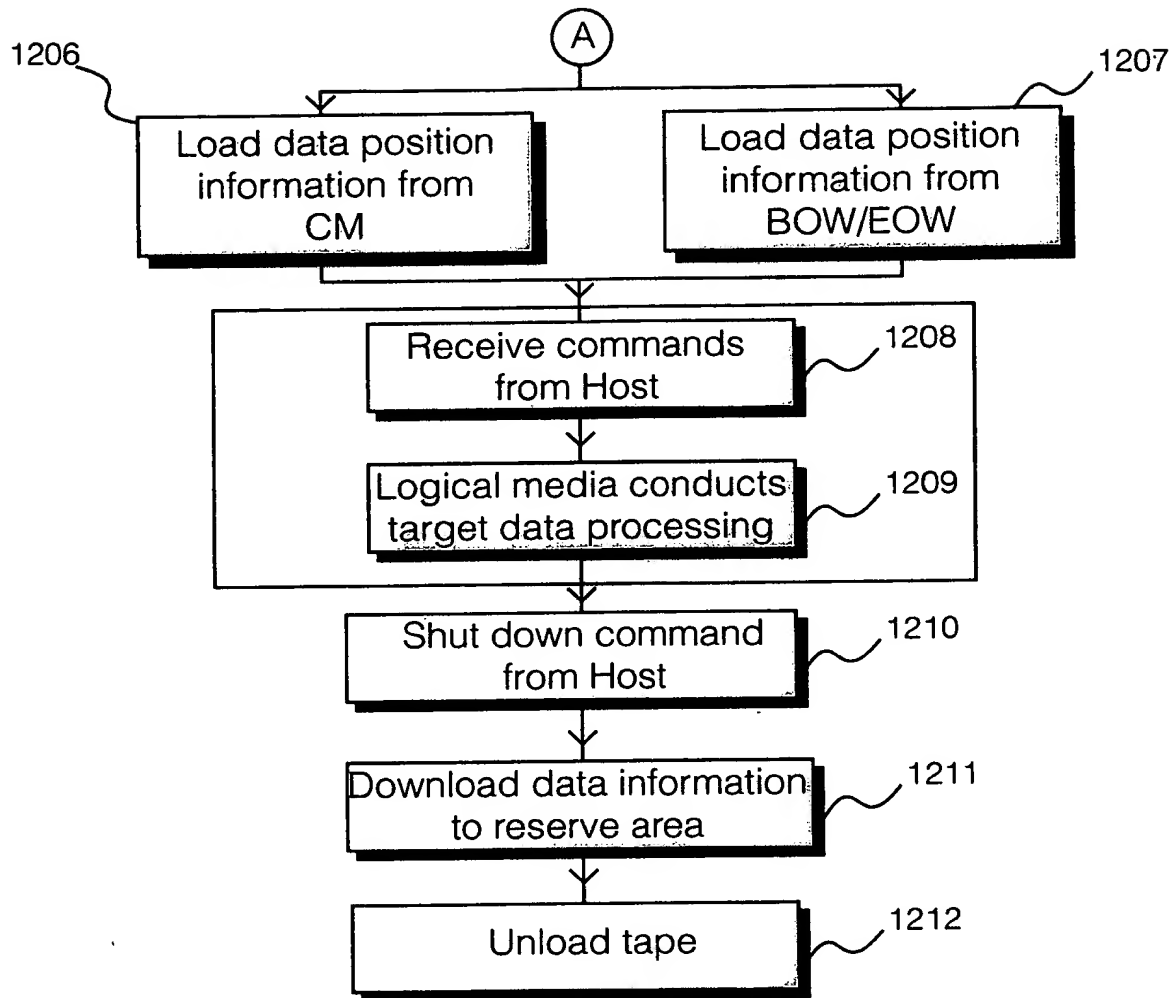 A
1206
1207
Load data position
information from
CM
Load data position
information from
BOW/EOW
Receive commands
from Host
1208
Logical media conducts
target data processing
1209
Shut down command
from Host
1210
Download data information
to reserve area
1211
Unload tape
1212